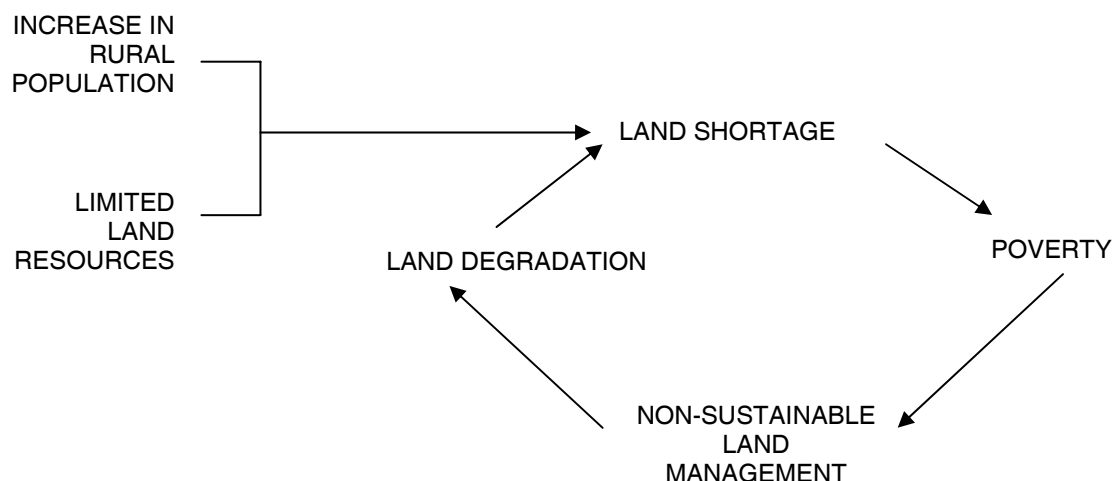 INCREASE IN
RURAL
POPULATION
LAND SHORTAGE
LIMITED
LAND
RESOURCES
LAND DEGRADATION
POVERTY
NON-SUSTAINABLE
LAND
MANAGEMENT